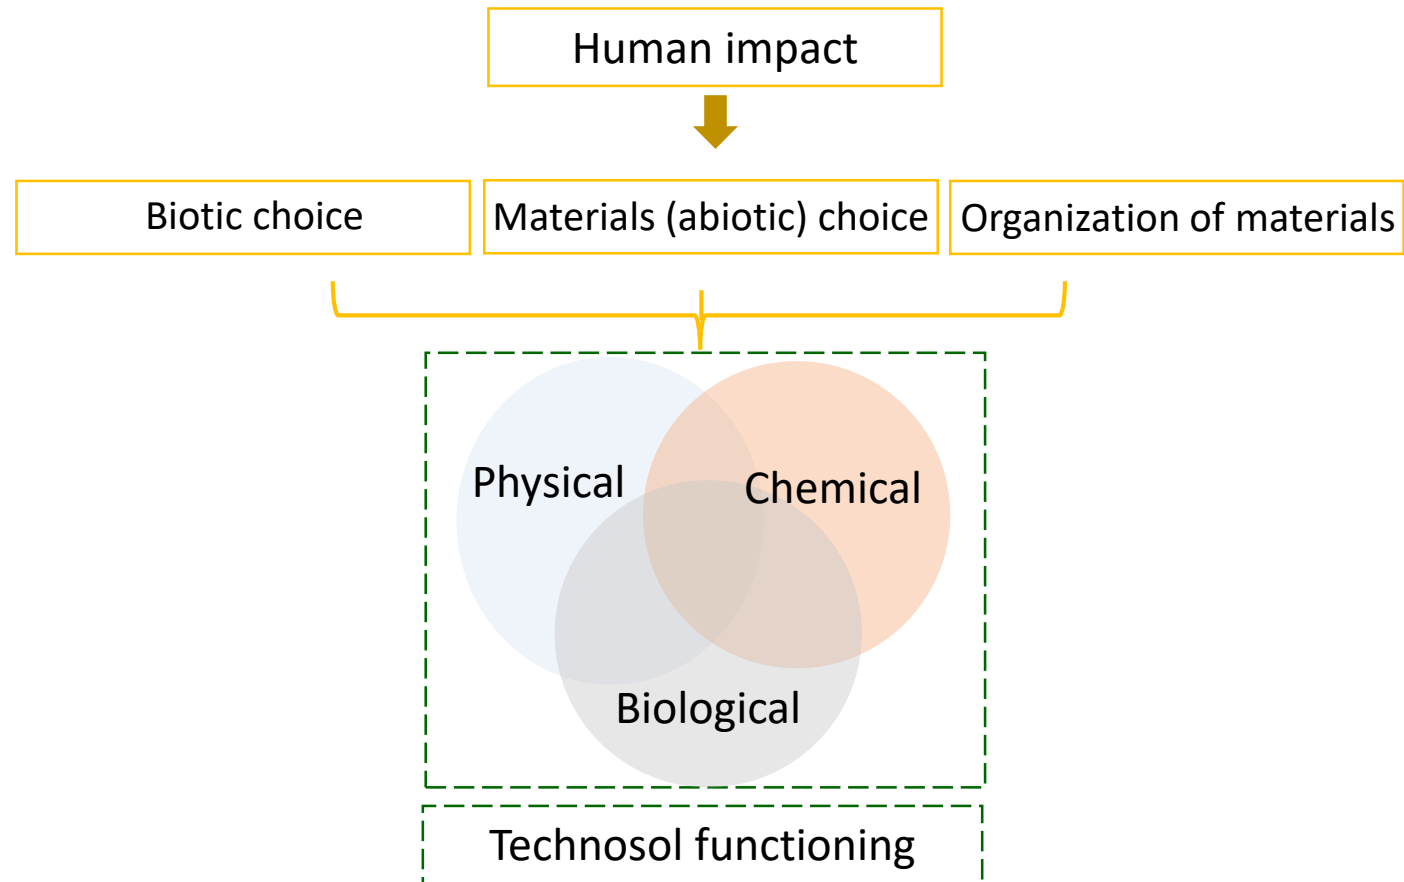 Human impact
Biotic choice
Materials (abiotic) choice
Organization of materials
Physical
Chemical
Biological
Technosol functioning